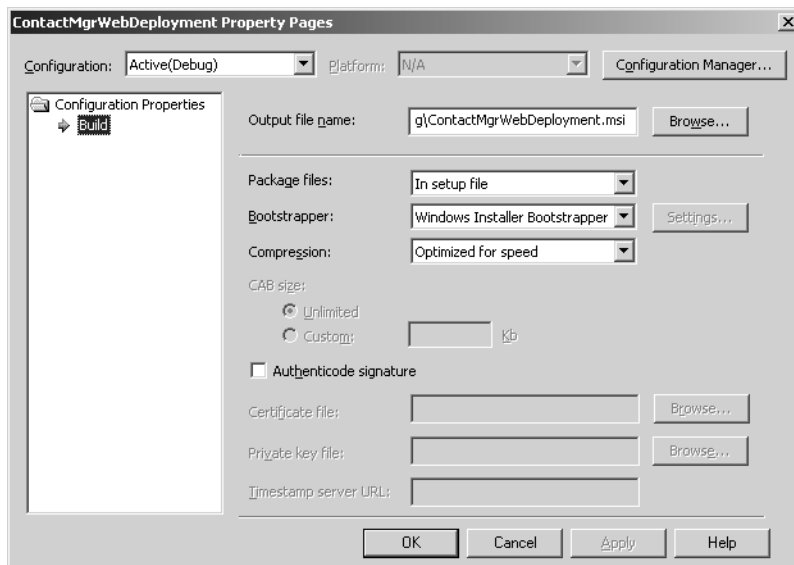 ContactMgrWebDeployment Property Pages
Configuration: Active(Debug) Platform: N/A Configuration Manager...
Configuration Properties
Build
Output file name: g\ContactMgrWebDeployment.msi Browse...
Package files: In setup file
Bootstrapper: Windows Installer Bootstrapper Settings...
Compression: Optimized for speed
CAB size:
Unlimited
Custom: Kb
Authenticode signature
Certificate file: Browse...
Private key file: Browse...
Timestamp server URL:
OK Cancel Apply Help